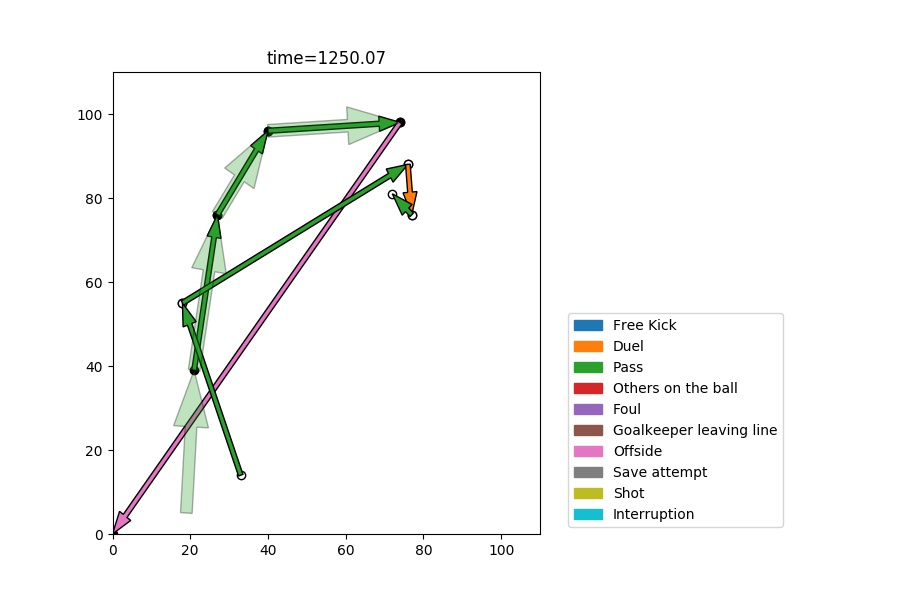 time=1250.07
100
80
60
40
20
0
0 20 40 60 80 100
Free Kick
Duel
Pass
Others on the ball
Foul
Goalkeeper leaving line
Offside
Save attempt
Shot
Interruption